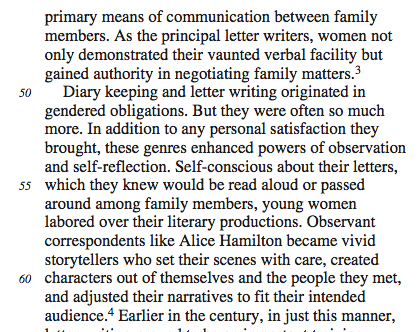 primary means of communication between family
members. As the principal letter writers, women not
only demonstrated their vaunted verbal facility but
gained authority in negotiating family matters.³
50 Diary keeping and letter writing originated in
gendered obligations. But they were often so much
more. In addition to any personal satisfaction they
brought, these genres enhanced powers of observation
and self-reflection. Self-conscious about their letters,
55 which they knew would be read aloud or passed
around among family members, young women
labored over their literary productions. Observant
correspondents like Alice Hamilton became vivid
storytellers who set their scenes with care, created
60 characters out of themselves and the people they met,
and adjusted their narratives to fit their intended
audience.⁴ Earlier in the century, in just this manner,